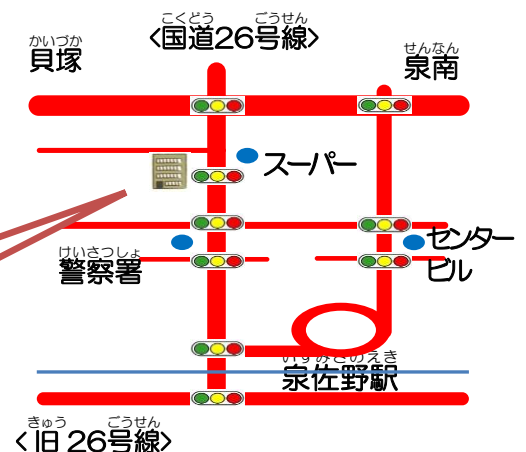 こくどう ごうせん
<国道26号線>
かいづか
貝塚
せんなん
泉南
スーパー
けいさつしょ
警察署
センター
ビル
いずみさのえき
泉佐野駅
きゅう ごうせん
<旧 26号線>